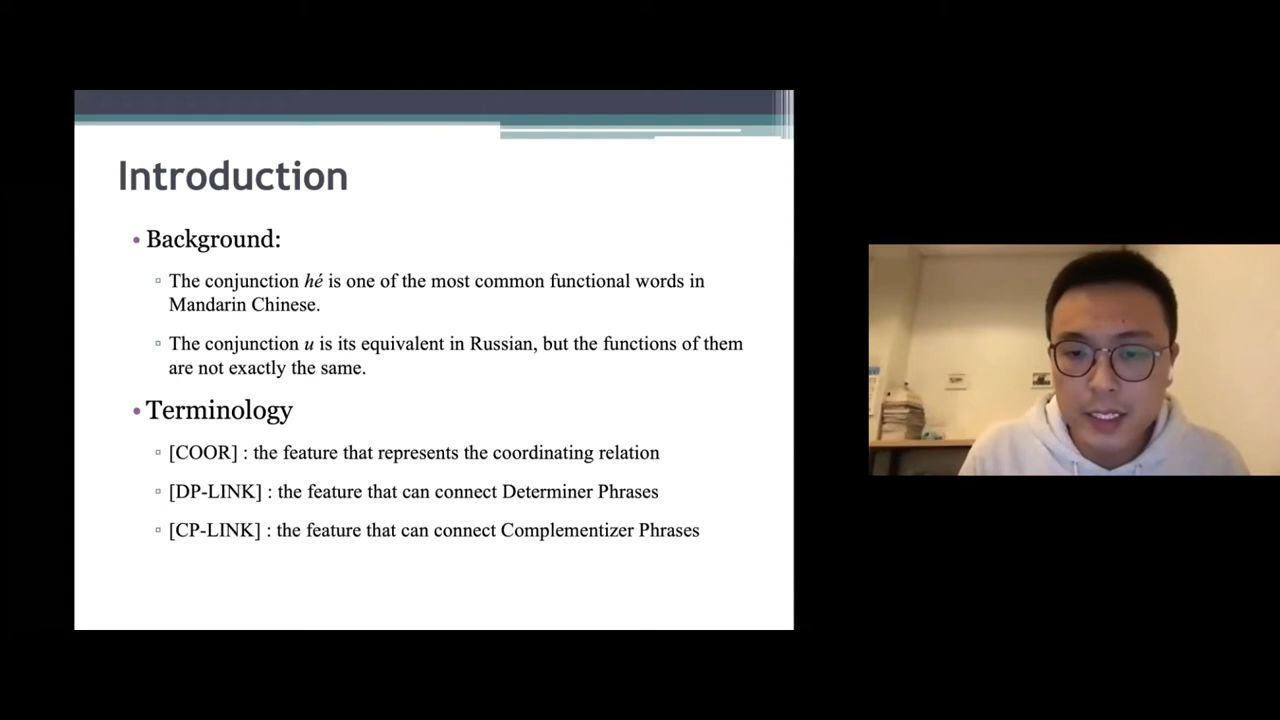 Introduction
• Background:
▫ The conjunction hé is one of the most common functional words in
Mandarin Chinese.
▫ The conjunction u is its equivalent in Russian, but the functions of them
are not exactly the same.
• Terminology
▫ [COOR] : the feature that represents the coordinating relation
▫ [DP-LINK] : the feature that can connect Determiner Phrases
▫ [CP-LINK] : the feature that can connect Complementizer Phrases